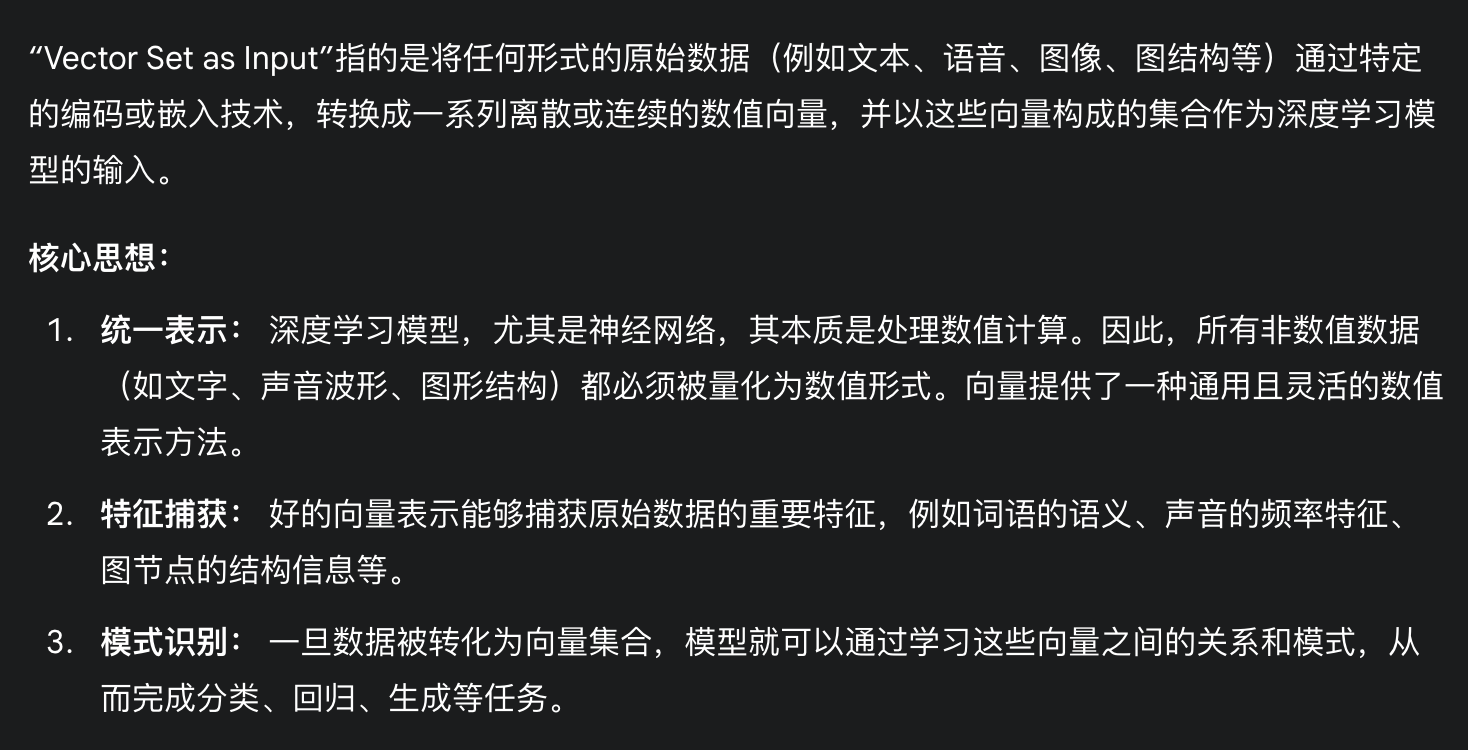 “Vector Set as Input”指的是将任何形式的原始数据（例如文本、语音、图像、图结构等）通过特定
的编码或嵌入技术，转换成一系列离散或连续的数值向量，并以这些向量构成的集合作为深度学习模
型的输入。
核心思想：
1. 统一表示： 深度学习模型，尤其是神经网络，其本质是处理数值计算。因此，所有非数值数据
（如文字、声音波形、图形结构）都必须被量化为数值形式。向量提供了一种通用且灵活的数值
表示方法。
2. 特征捕获： 好的向量表示能够捕获原始数据的重要特征，例如词语的语义、声音的频率特征、
图节点的结构信息等。
3. 模式识别： 一旦数据被转化为向量集合，模型就可以通过学习这些向量之间的关系和模式，从
而完成分类、回归、生成等任务。